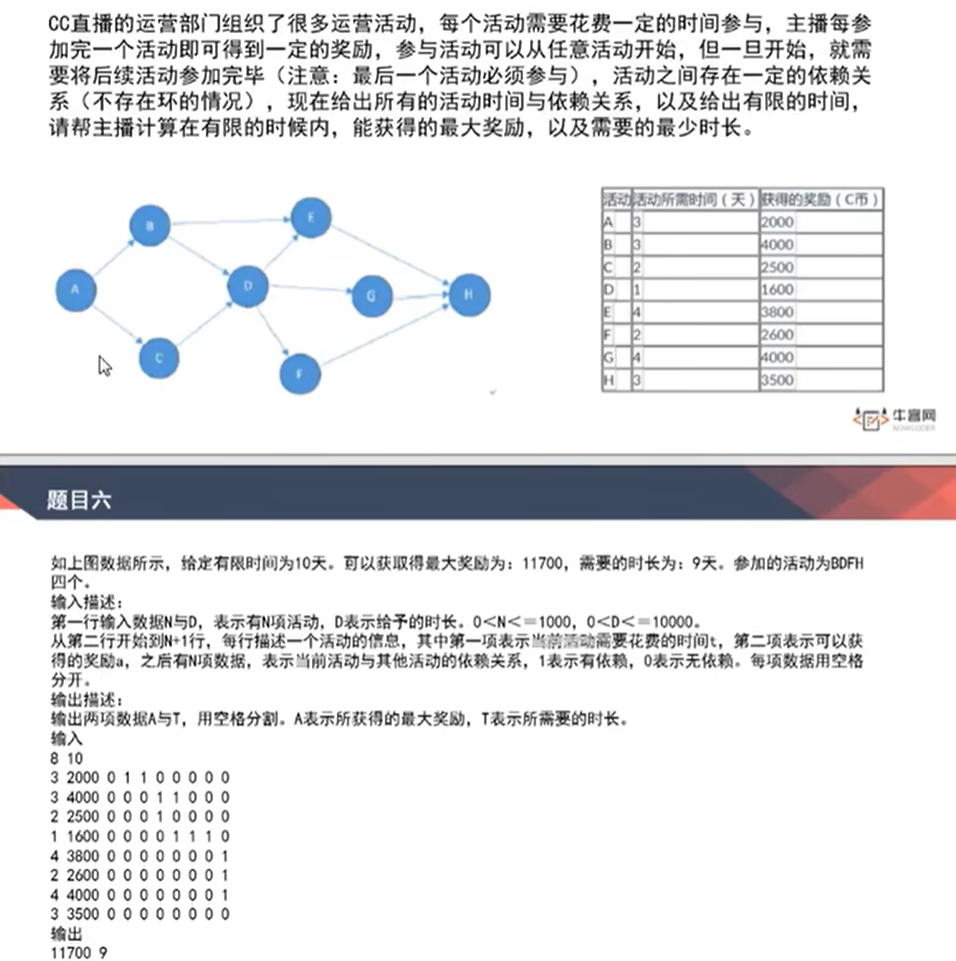 CC直播的运营部门组织了很多运营活动，每个活动需要花费一定的时间参与，主播每参
加完一个活动即可得到一定的奖励，参与活动可以从任意活动开始，但一旦开始，就需
要将后续活动参加完毕（注意：最后一个活动必须参与），活动之间存在一定的依赖关
系（不存在环的情况），现在给出所有的活动时间与依赖关系，以及给出有限的时间，
请帮主播计算在有限的时候内，能获得的最大奖励，以及需要的最少时长。
A
B
C
D
E
F
G
H
活动 活动所需时间（天） 获得的奖励（C币）
A 3 2000
B 3 4000
C 2 2500
D 1 1600
E 4 3800
F 2 2600
G 4 4000
H 3 3500
牛客网
NOWCODER
题目六
如上图数据所示，给定有限时间为10天。可以获取得最大奖励为：11700，需要的时长为：9天。参加的活动为BDFH
四个。
输入描述：
第一行输入数据N与D，表示有N项活动，D表示给予的时长。0<N<=1000，0<D<=10000。
从第二行开始到N+1行，每行描述一个活动的信息，其中第一项表示当前活动需要花费的时间t，第二项表示可以获
得的奖励a，之后有N项数据，表示当前活动与其他活动的依赖关系，1表示有依赖，0表示无依赖。每项数据用空格
分开。
输出描述：
输出两项数据A与T，用空格分割。A表示所获得的最大奖励，T表示所需要的时长。
输入
8 10
3 2000 0 1 1 0 0 0 0 0
3 4000 0 0 0 1 1 0 0 0
2 2500 0 0 0 1 0 0 0 0
1 1600 0 0 0 0 1 1 1 0
4 3800 0 0 0 0 0 0 0 1
2 2600 0 0 0 0 0 0 0 1
4 4000 0 0 0 0 0 0 0 1
3 3500 0 0 0 0 0 0 0 0
输出
11700 9